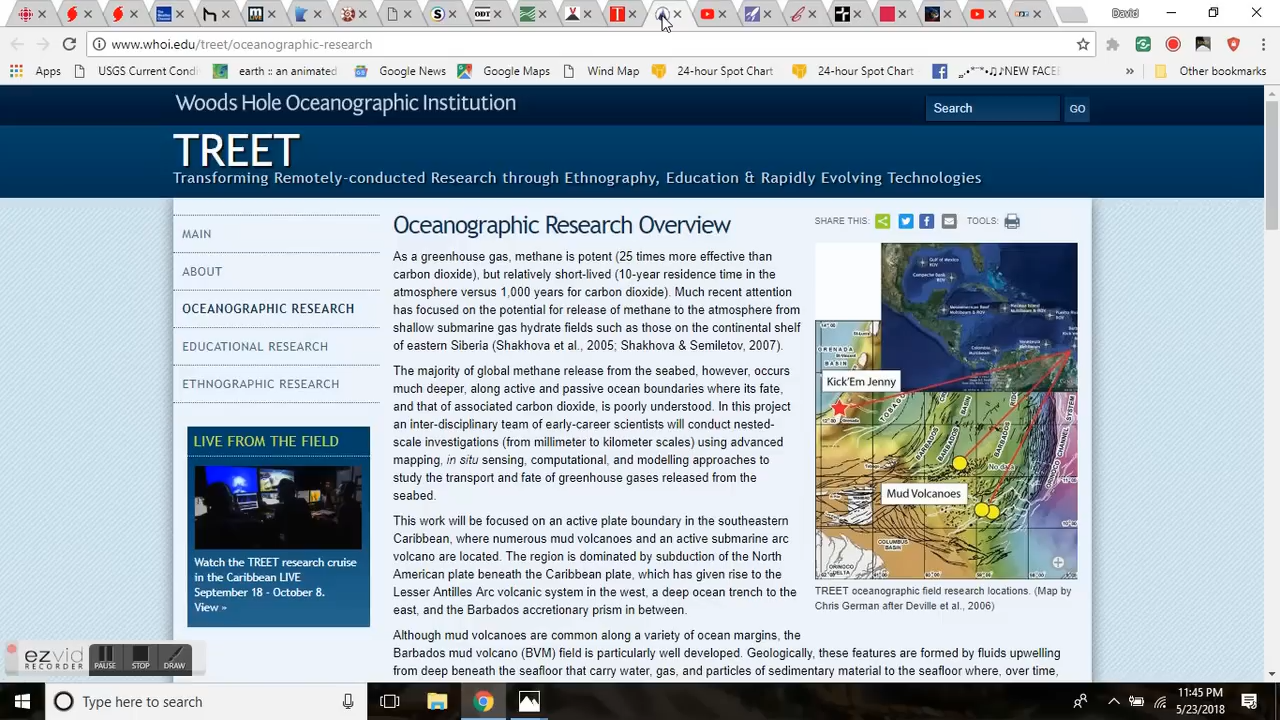 David
www.whoi.edu/treet/oceanographic-research
Apps USGS Current Condi earth :: an animated Google News Google Maps Wind Map 24-hour Spot Chart 24-hour Spot Chart NEW FACE » Other bookmarks
Woods Hole Oceanographic Institution
Search GO
TREET
Transforming Remotely-conducted Research through Ethnography, Education & Rapidly Evolving Technologies
MAIN
ABOUT
OCEANOGRAPHIC RESEARCH
EDUCATIONAL RESEARCH
ETHNOGRAPHIC RESEARCH
LIVE FROM THE FIELD
Watch the TREET research cruise
in the Caribbean LIVE
September 18 - October 8.
View »
Oceanographic Research Overview
As a greenhouse gas, methane is potent (25 times more effective than
carbon dioxide), but relatively short-lived (10-year residence time in the
atmosphere versus 1,000 years for carbon dioxide). Much recent attention
has focused on the potential for release of methane to the atmosphere from
shallow submarine gas hydrate fields such as those on the continental shelf
of eastern Siberia (Shakhova et al., 2005; Shakhova & Semiletov, 2007).
The majority of global methane release from the seabed, however, occurs
much deeper, along active and passive ocean boundaries where its fate,
and that of associated carbon dioxide, is poorly understood. In this project
an inter-disciplinary team of early-career scientists will conduct nested-
scale investigations (from millimeter to kilometer scales) using advanced
mapping, in situ sensing, computational, and modelling approaches to
study the transport and fate of greenhouse gases released from the
seabed.
This work will be focused on an active plate boundary in the southeastern
Caribbean, where numerous mud volcanoes and an active submarine arc
volcano are located. The region is dominated by subduction of the North
American plate beneath the Caribbean plate, which has given rise to the
Lesser Antilles Arc volcanic system in the west, a deep ocean trench to the
east, and the Barbados accretionary prism in between.
Although mud volcanoes are common along a variety of ocean margins, the
Barbados mud volcano (BVM) field is particularly well developed. Geologically, these features are formed by fluids upwelling
from deep beneath the seafloor that carry water, gas, and particles of sedimentary material to the seafloor where, over time,
SHARE THIS: TOOLS:
GRENADA
Kick'Em Jenny
BARBADOS
No data
Mud Volcanoes
COLUMBUS
BASIN
ORINOCO
DELTA
TREET oceanographic field research locations. (Map by
Chris German after Deville et al., 2006)
ezvid
RECORDER
PAUSE STOP DRAW
Type here to search
11:45 PM
5/23/2018